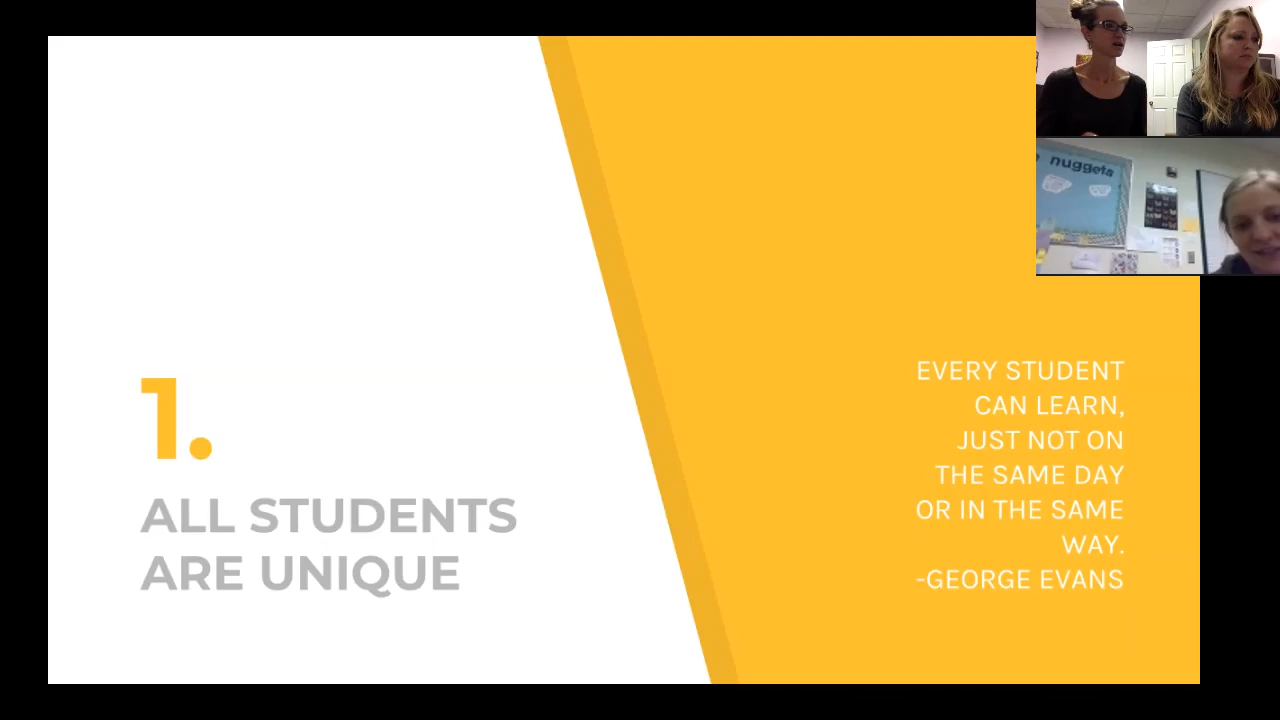 1.
ALL STUDENTS
ARE UNIQUE
EVERY STUDENT
CAN LEARN,
JUST NOT ON
THE SAME DAY
OR IN THE SAME
WAY.
-GEORGE EVANS
nuggets